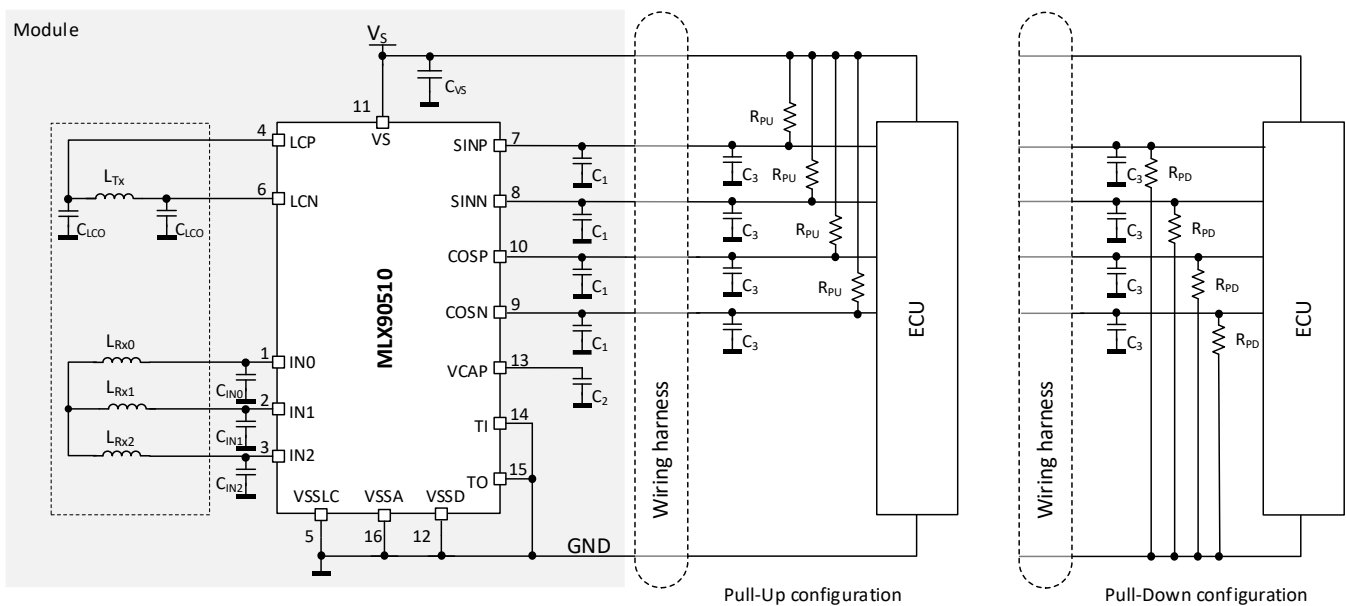 Module
VS
CVS
11
VS
4
LCP
LTx
6
LCN
CLCO
CLCO
MLX90510
SINP
7
C1
SINN
8
C1
COSP
10
C1
COSN
9
C1
VCAP
13
C2
TI
14
TO
15
LRx0
1
IN0
CIN0
LRx1
2
IN1
CIN1
LRx2
3
IN2
CIN2
VSSLC
VSSA
VSSD
5
16
12
GND
Wiring harness
RPU
C3
RPU
C3
RPU
C3
RPU
C3
ECU
Pull-Up configuration
Wiring harness
C3
RPD
C3
RPD
C3
RPD
C3
RPD
ECU
Pull-Down configuration